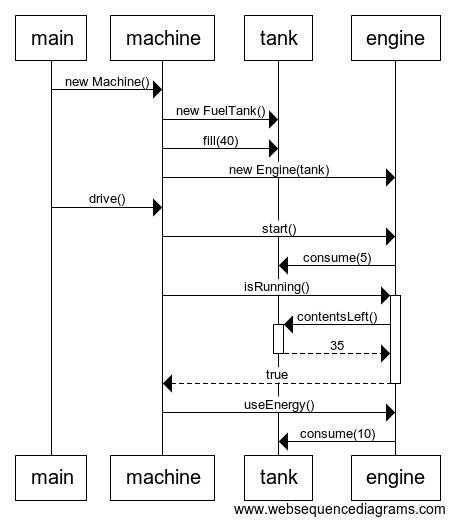 main machine tank engine
new Machine()
new FuelTank()
fill(40)
new Engine(tank)
drive()
start()
consume(5)
isRunning()
contentsLeft()
35
true
useEnergy()
consume(10)
main machine tank engine
www.websequencediagrams.com